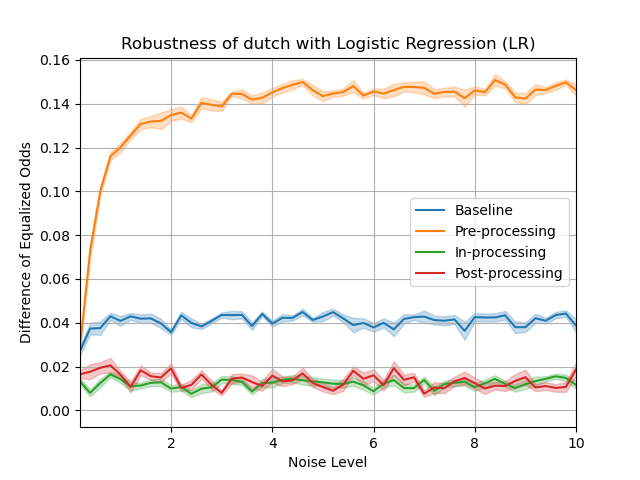 Robustness of dutch with Logistic Regression (LR)
0.16
0.14
0.12
0.10
0.08
0.06
0.04
0.02
0.00
Difference of Equalized Odds
Baseline
Pre-processing
In-processing
Post-processing
2
4
6
8
10
Noise Level